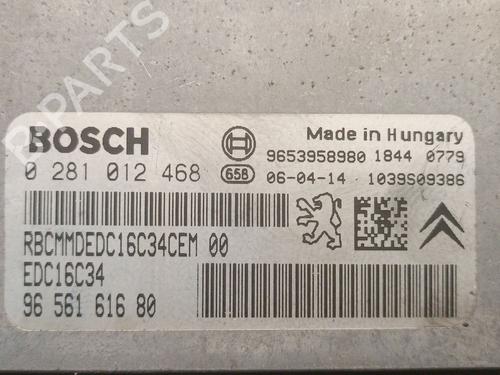 BOSCH
Made in Hungary
0 281 012 468
658
9653958980 1844 0779
06-04-14 1039S09386
RBCMMDEDC16C34CEM 00
EDC16C34
96 561 616 80
B-PARTS